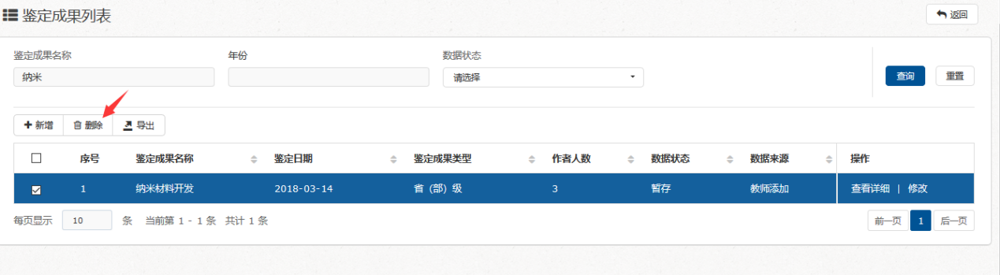 鉴定成果列表
返回
鉴定成果名称 年份 数据状态
纳米 请选择 查询 重置
新增 删除 导出
序号 鉴定成果名称 鉴定日期 鉴定成果类型 作者人数 数据状态 数据来源 操作
1 纳米材料开发 2018-03-14 省（部）级 3 暂存 教师添加 查看详细 | 修改
每页显示 10 条 当前第 1 - 1 条 共计 1 条 前一页 1 后一页